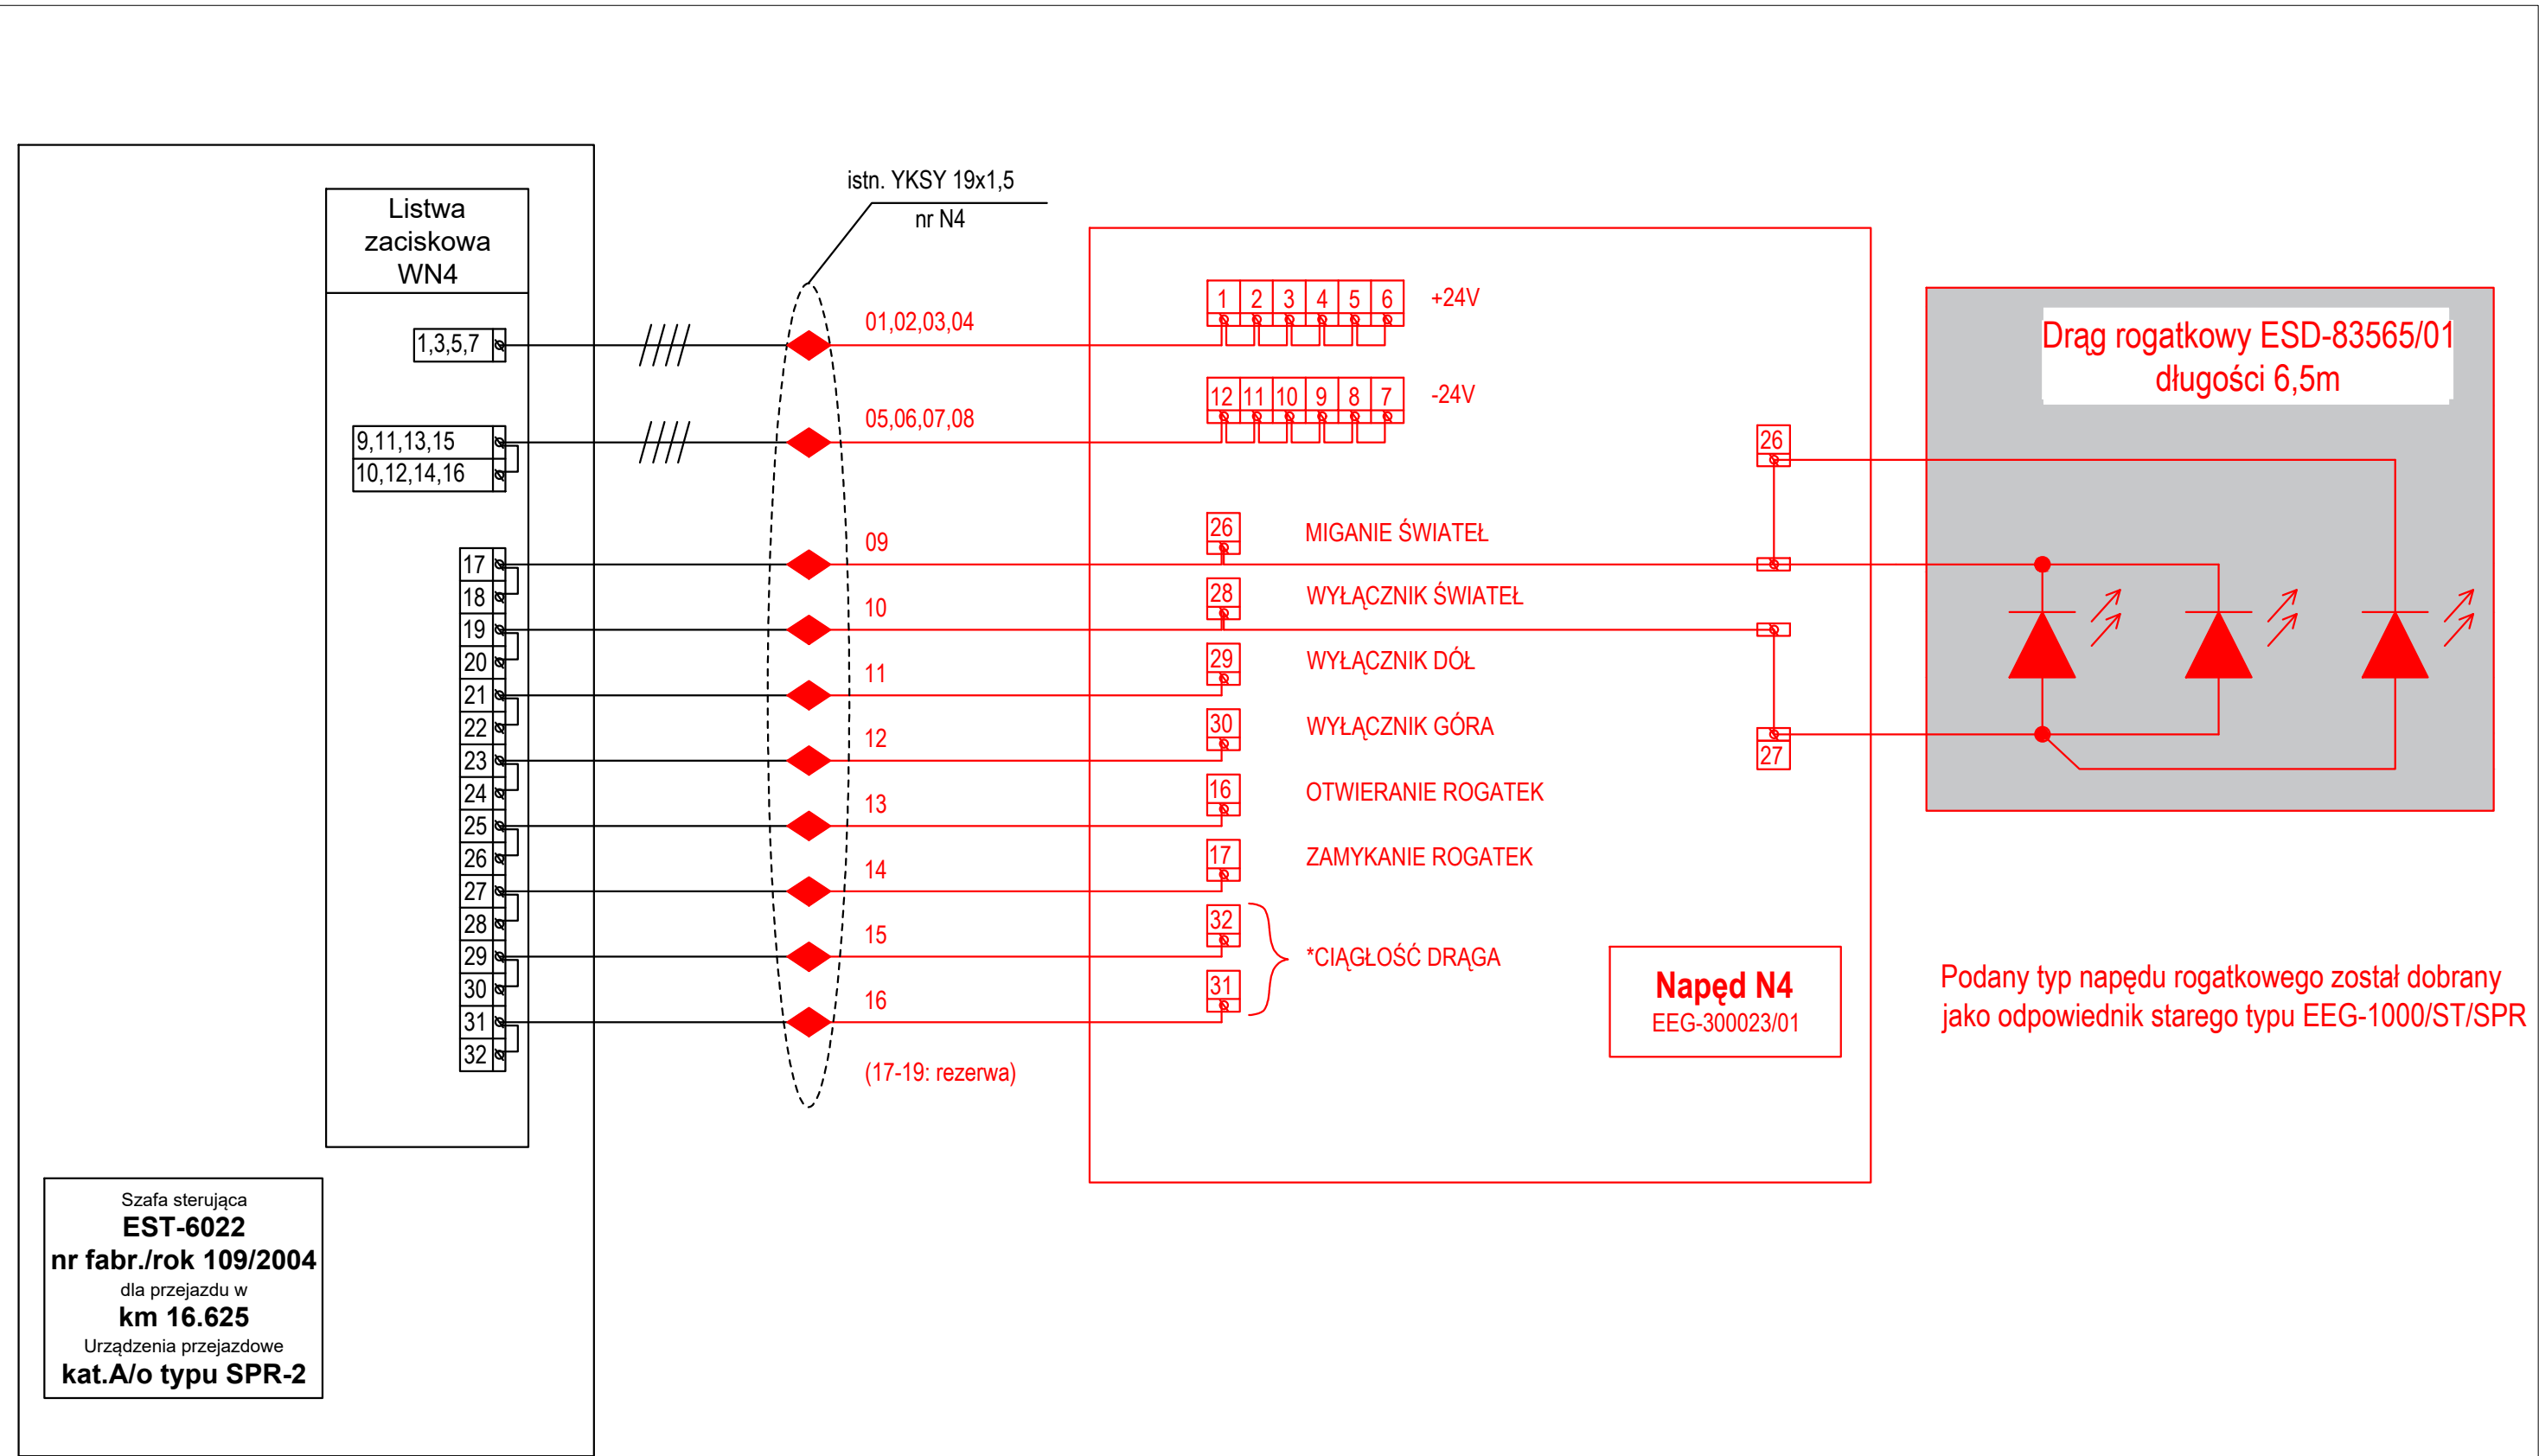 istn. YKSY 19x1,5
nr N4
Listwa
zaciskowa
WN4
1,3,5,7
9,11,13,15
10,12,14,16
17
18
19
20
21
22
23
24
25
26
27
28
29
30
31
32
01,02,03,04
05,06,07,08
09
10
11
12
13
14
15
16
(17-19: rezerwa)
1 2 3 4 5 6 +24V
12 11 10 9 8 7 -24V
26 MIGANIE ŚWIATEŁ
28 WYŁĄCZNIK ŚWIATEŁ
29 WYŁĄCZNIK DÓŁ
30 WYŁĄCZNIK GÓRA
16 OTWIERANIE ROGATEK
17 ZAMYKANIE ROGATEK
32
*CIĄGŁOŚĆ DRĄGA
31
26
27
Napęd N4
EEG-300023/01
Drąg rogatkowy ESD-83565/01
długości 6,5m
Podany typ napędu rogatkowego został dobrany
jako odpowiednik starego typu EEG-1000/ST/SPR
Szafa sterująca
EST-6022
nr fabr./rok 109/2004
dla przejazdu w
km 16.625
Urządzenia przejazdowe
kat.A/o typu SPR-2